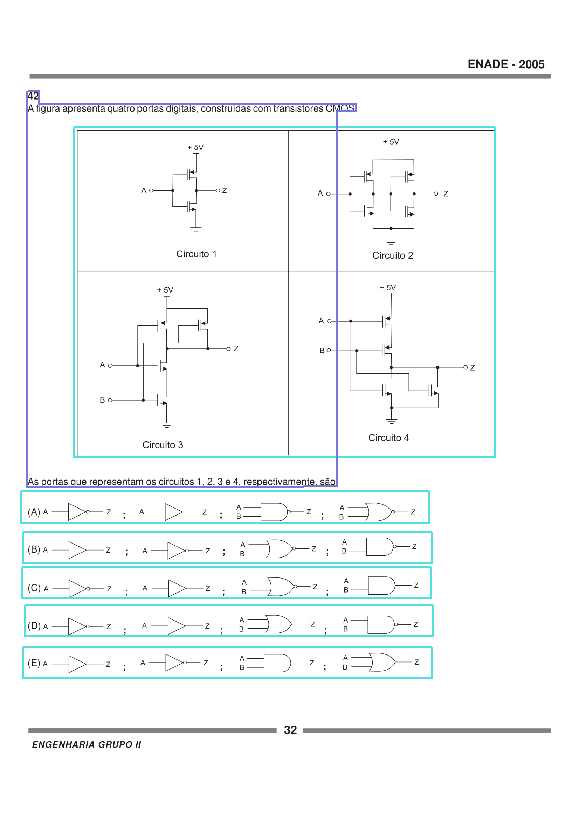 ENADE - 2005
42
A figura apresenta quatro portas digitais, construídas com transistores CMOS.
+ 5V
A Z
Circuito 1
+ 5V
A Z
Circuito 2
+ 5V
Z
A
B
Circuito 3
+ 5V
A
B
Z
Circuito 4
As portas que representam os circuitos 1, 2, 3 e 4, respectivamente, são
(A) A Z ; A Z ; A B Z ; A B Z
(B) A Z ; A Z ; A B Z ; A B Z
(C) A Z ; A Z ; A B Z ; A B Z
(D) A Z ; A Z ; A B Z ; A B Z
(E) A Z ; A Z ; A B Z ; A B Z
32
ENGENHARIA GRUPO II